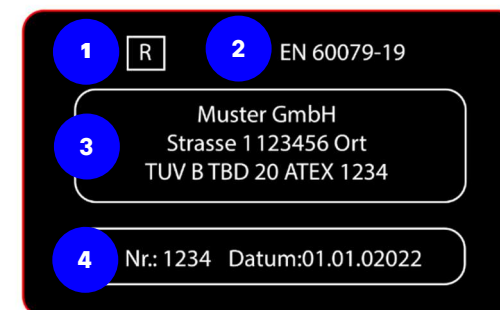 1 R 2 EN 60079-19
3 Muster GmbH
Strasse 1 123456 Ort
TUV B TBD 20 ATEX 1234
4 Nr.: 1234 Datum:01.01.02022